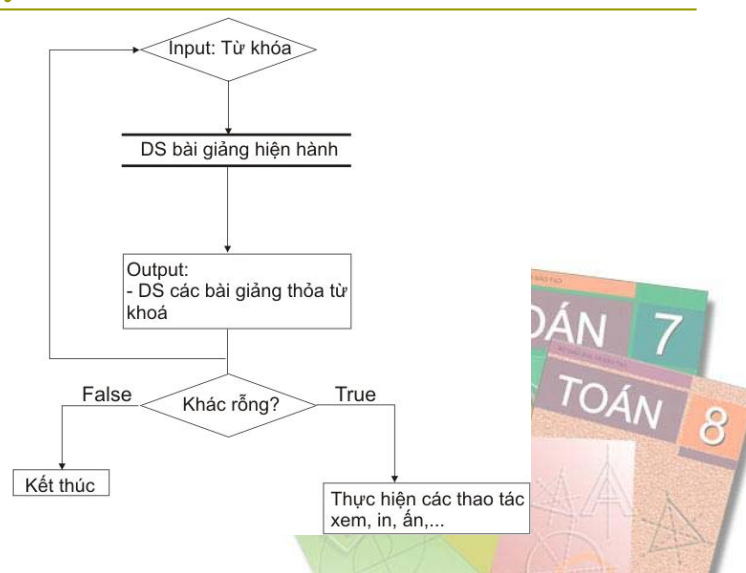 Input: Từ khóa
DS bài giảng hiện hành
Output:
- DS các bài giảng thỏa từ
khoá
False
Khác rỗng?
True
Kết thúc
Thực hiện các thao tác
xem, in, ấn,...
OÁN 7
TOÁN 8